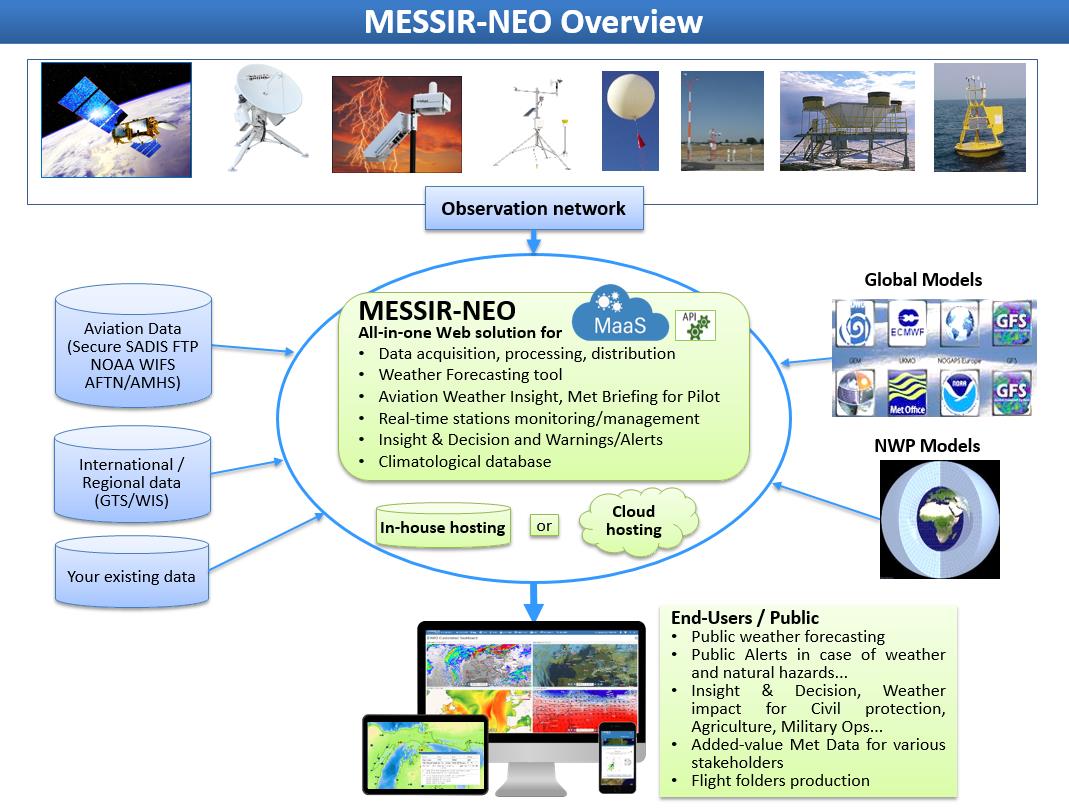 MESSIR-NEO Overview
Observation network
Aviation Data
(Secure SADIS FTP
NOAA WIFS
AFTN/AMHS)
International /
Regional data
(GTS/WIS)
Your existing data
MESSIR-NEO
All-in-one Web solution for
MaaS
API
• Data acquisition, processing, distribution
• Weather Forecasting tool
• Aviation Weather Insight, Met Briefing for Pilot
• Real-time stations monitoring/management
• Insight & Decision and Warnings/Alerts
• Climatological database
In-house hosting
or
Cloud
hosting
Global Models
ECMWF
GFS
GEM
UKMO
NOGAPS Europe
GFS
Met Office
NOAA
GFS
NWP Models
End-Users / Public
• Public weather forecasting
• Public Alerts in case of weather
and natural hazards...
• Insight & Decision, Weather
impact for Civil protection,
Agriculture, Military Ops...
• Added-value Met Data for various
stakeholders
• Flight folders production